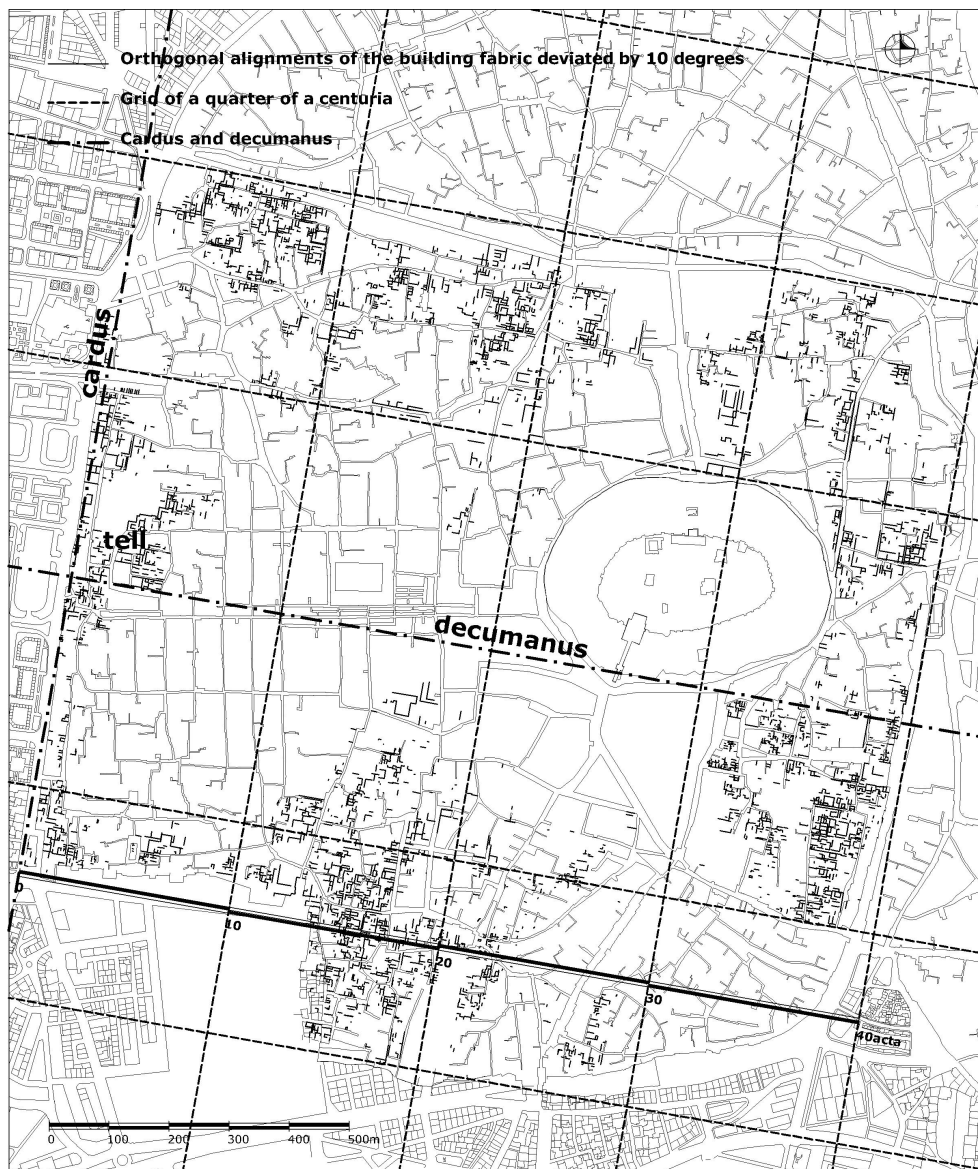 Orthogonal alignments of the building fabric deviated by 10 degrees
Grid of a quarter of a centuria
Cardus and decumanus
cardus
tell
decumanus
0
10
20
30
40acta
0 100 200 300 400 500m